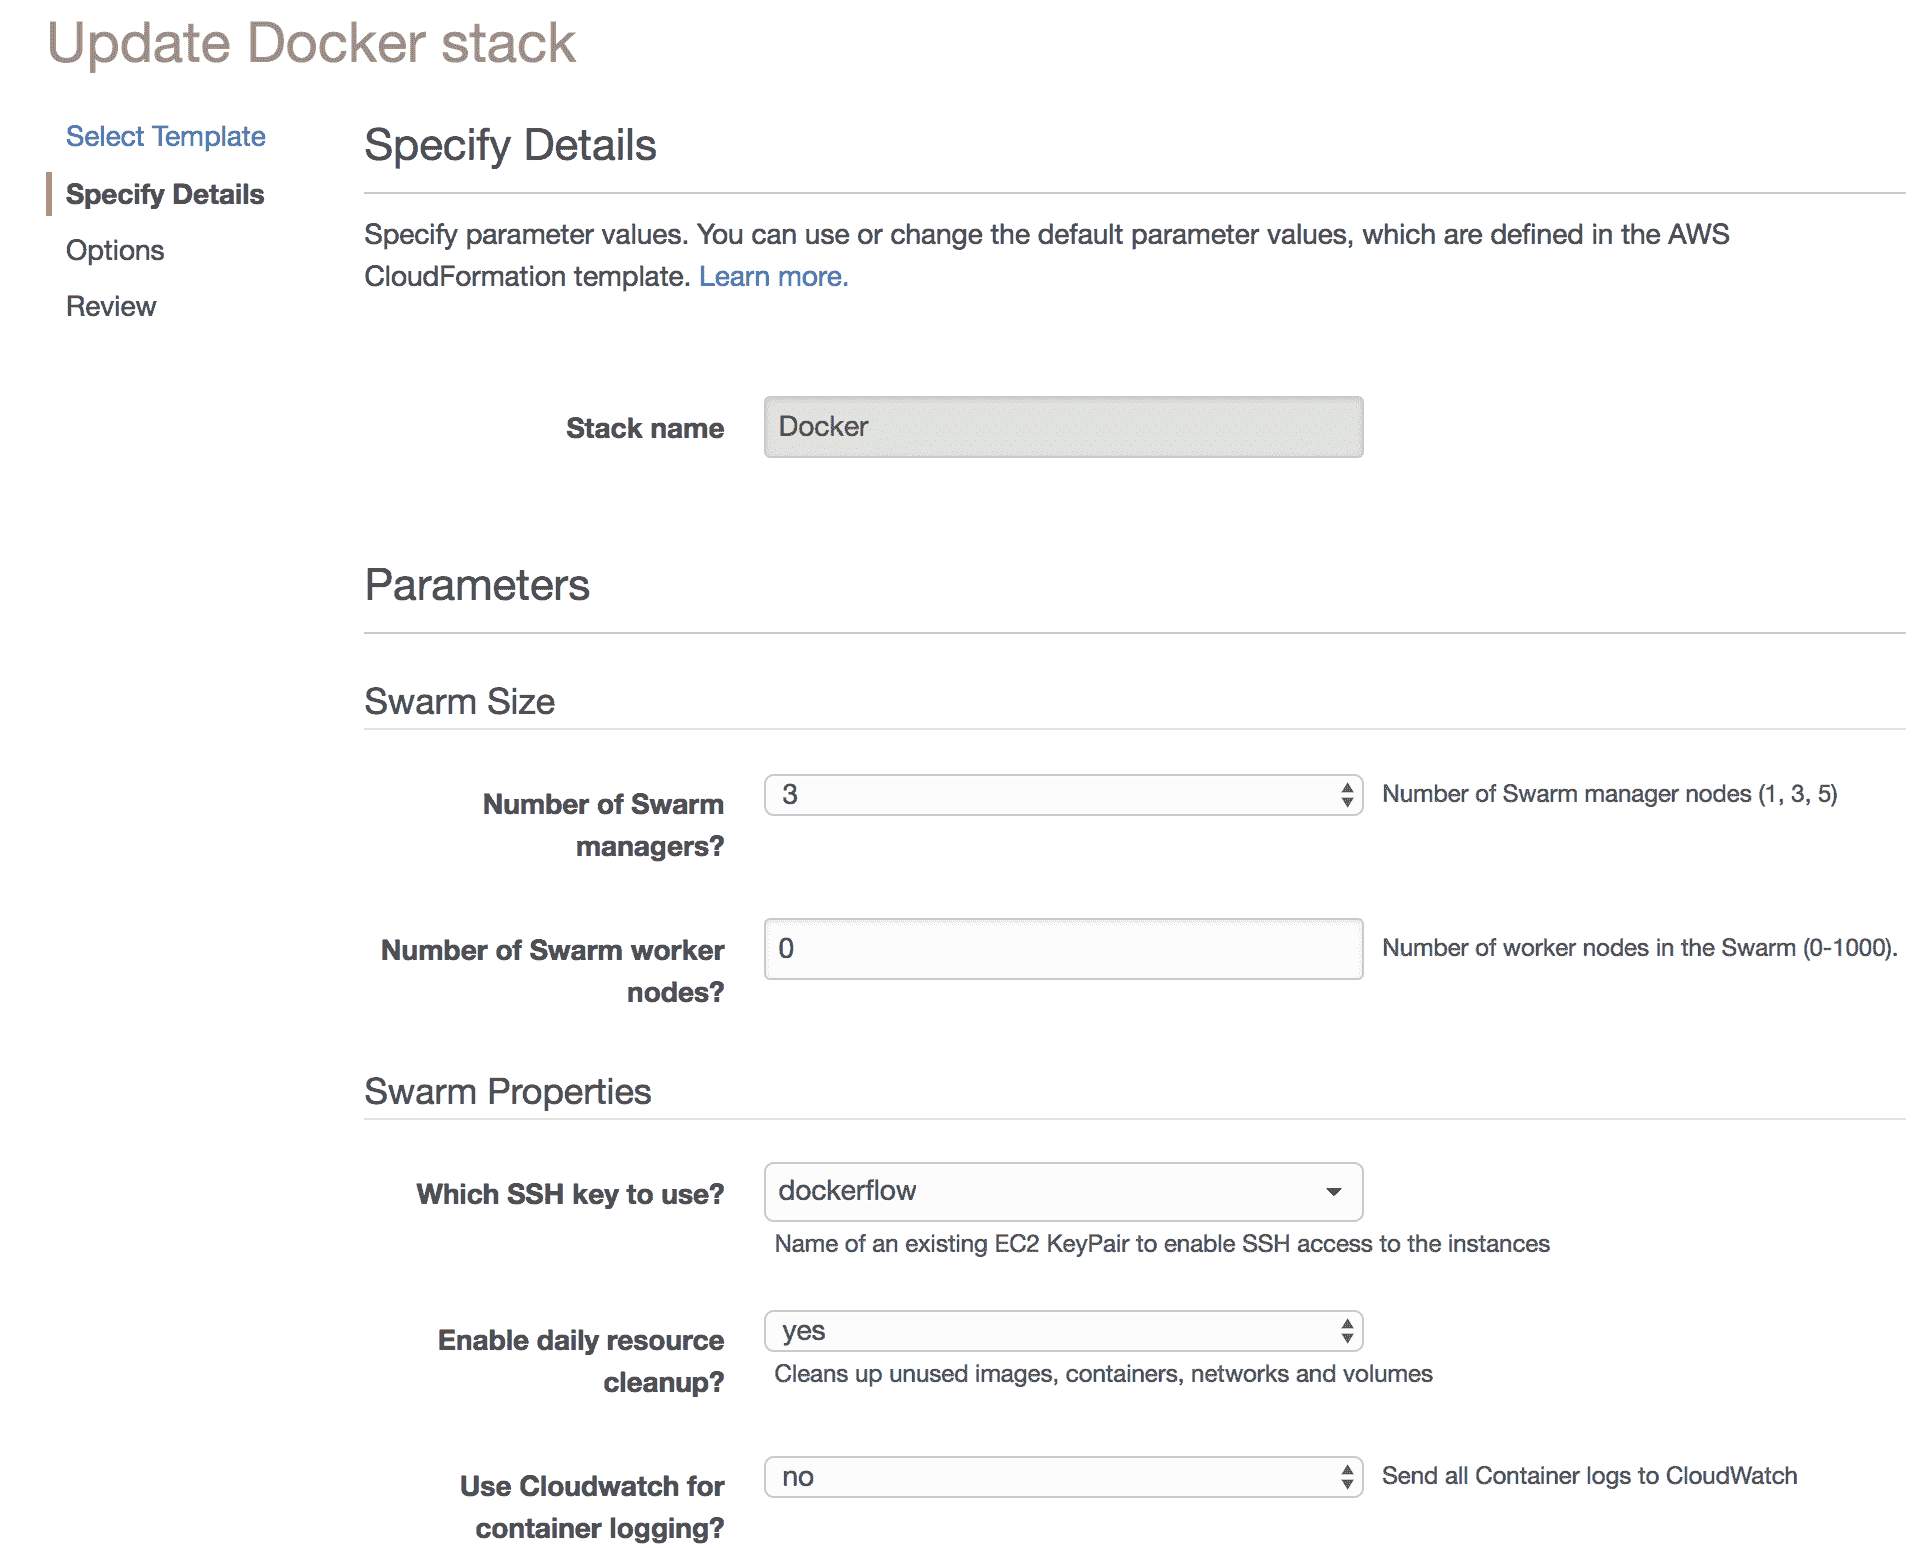 Update Docker stack
Select Template
Specify Details
Options
Review
Specify Details
Specify parameter values. You can use or change the default parameter values, which are defined in the AWS
CloudFormation template. Learn more.
Stack name
Docker
Parameters
Swarm Size
Number of Swarm
managers?
3
Number of Swarm manager nodes (1, 3, 5)
Number of Swarm worker
nodes?
0
Number of worker nodes in the Swarm (0-1000).
Swarm Properties
Which SSH key to use?
dockerflow
Name of an existing EC2 KeyPair to enable SSH access to the instances
Enable daily resource
cleanup?
yes
Cleans up unused images, containers, networks and volumes
Use Cloudwatch for
container logging?
no
Send all Container logs to CloudWatch